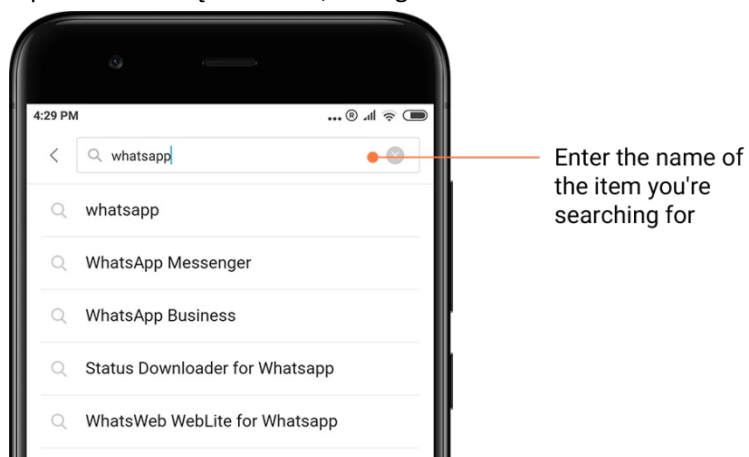 4:29 PM
whatsapp
whatsapp
WhatsApp Messenger
WhatsApp Business
Status Downloader for Whatsapp
WhatsWeb WebLite for Whatsapp
Enter the name of
the item you're
searching for